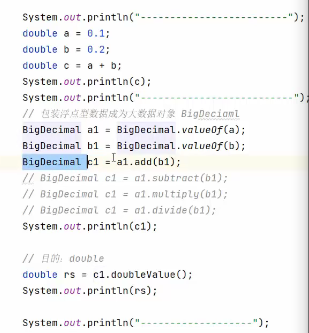 System.out.println("--------------------------");
double a = 0.1;
double b = 0.2;
double c = a + b;
System.out.println(c);
System.out.println("---------------------------");
// 包装浮点型数据成为大数据对象 BigDeciaml
BigDecimal a1 = BigDecimal.valueOf(a);
BigDecimal b1 = BigDecimal.valueOf(b);
BigDecimal c1 = a1.add(b1);
// BigDecimal c1 = a1.subtract(b1);
// BigDecimal c1 = a1.multiply(b1);
// BigDecimal c1 = a1.divide(b1);
System.out.println(c1);
// 目的：double
double rs = c1.doubleValue();
System.out.println(rs);
System.out.println("--------------------");